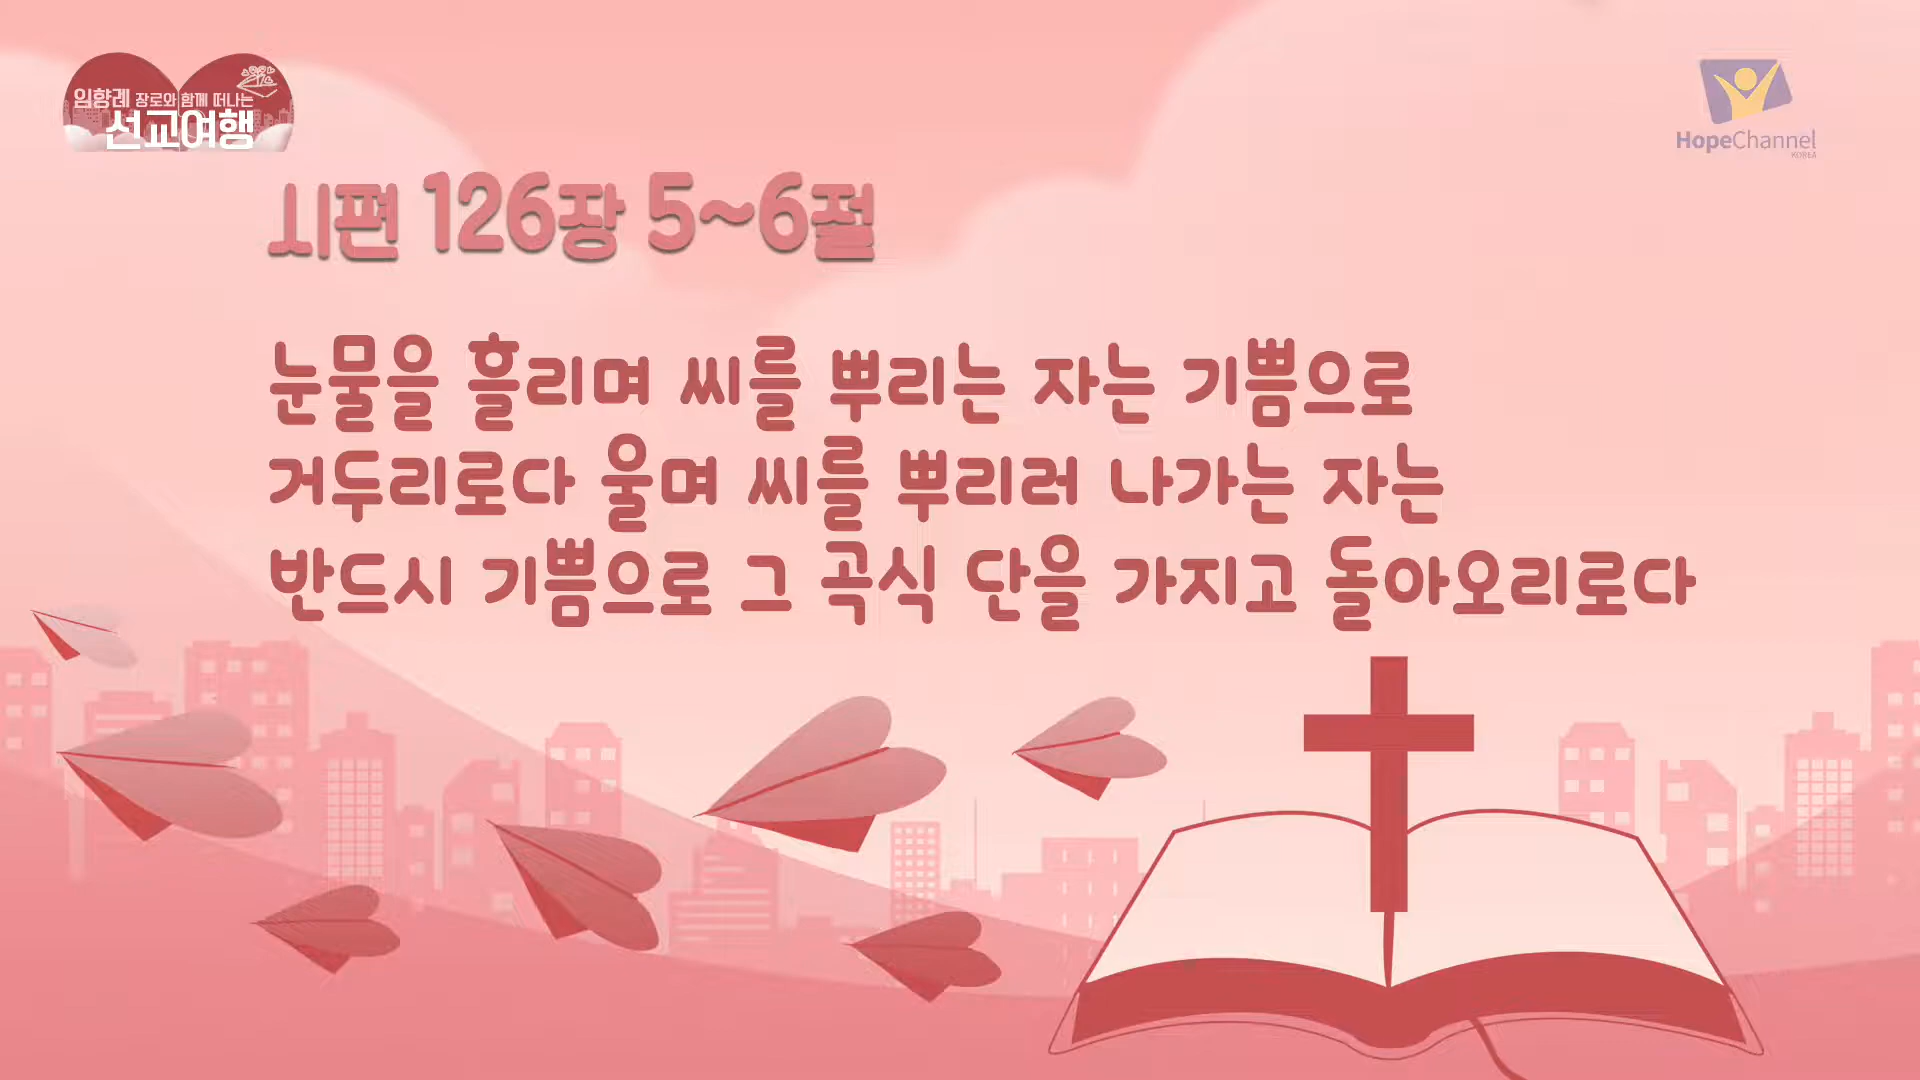 임향례 장로와 함께 떠나는
선교여행
HopeChannel
KOREA
시편 126장 5~6절
눈물을 흘리며 씨를 뿌리는 자는 기쁨으로
거두리로다 울며 씨를 뿌리러 나가는 자는
반드시 기쁨으로 그 곡식 단을 가지고 돌아오리로다